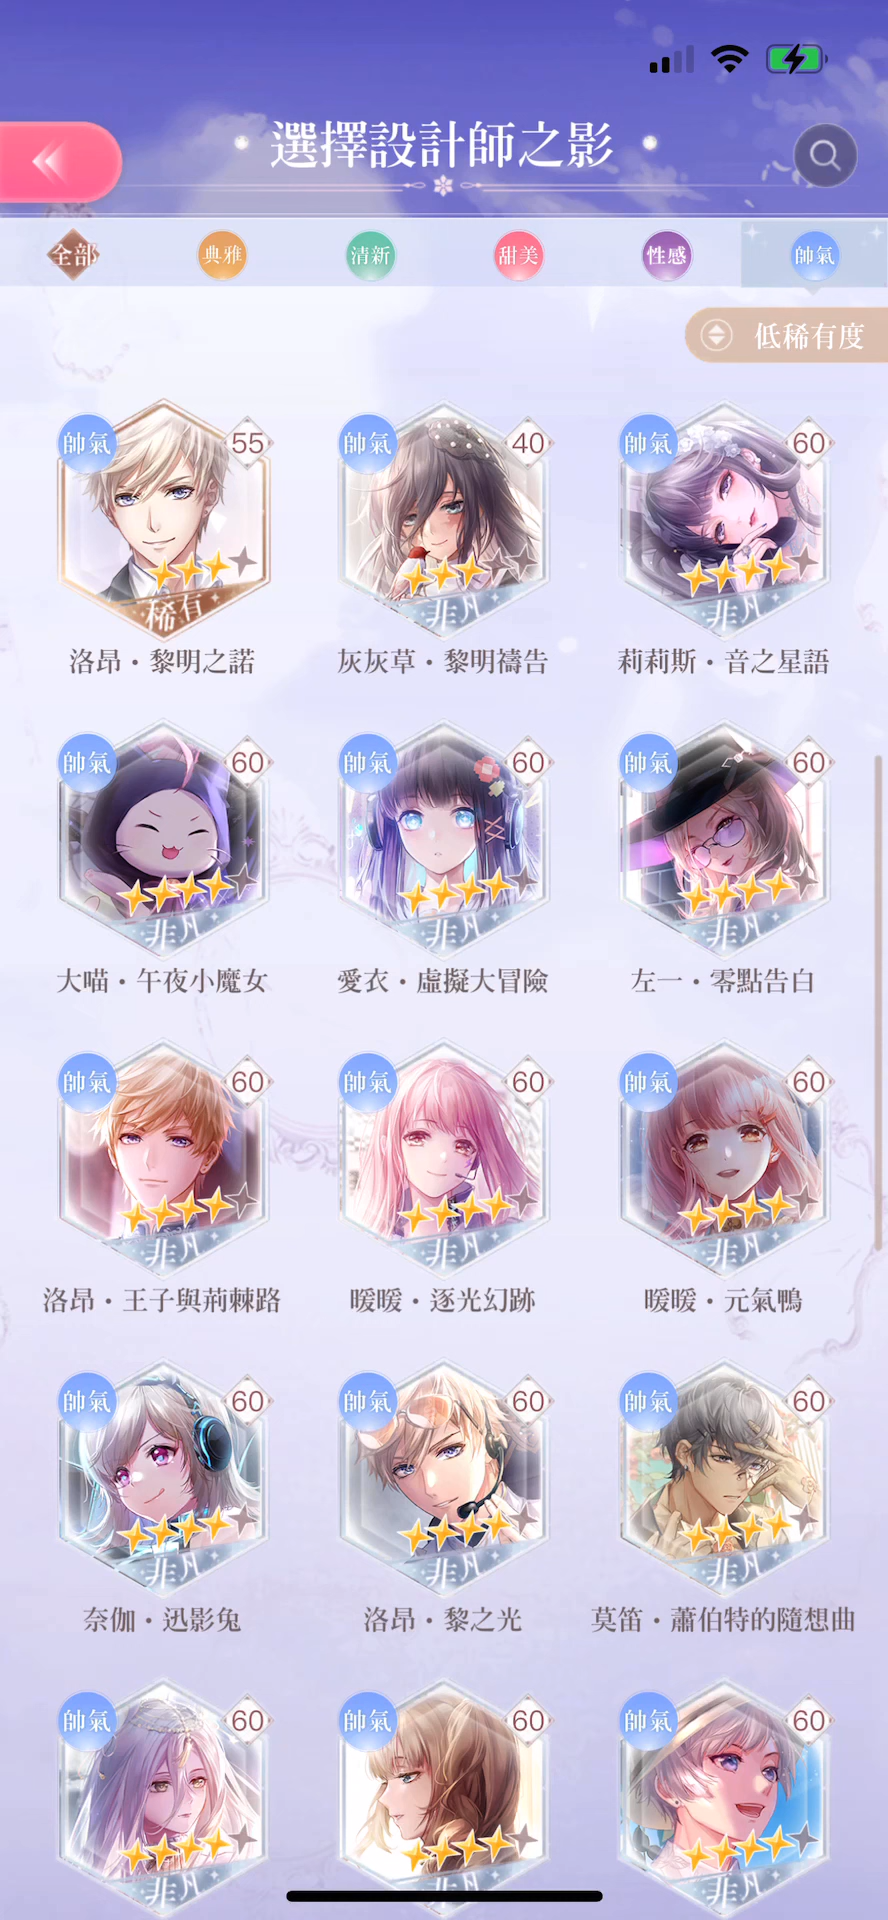 選擇設計師之影
全部 典雅 清新 甜美 性感 帥氣
低稀有度
帥氣 55 帥氣 40 帥氣 60
稀有 非凡 非凡
洛昂・黎明之諾 灰灰草・黎明禱告 莉莉斯・音之星語
帥氣 60 帥氣 60 帥氣 60
非凡 非凡 非凡
大喵・午夜小魔女 愛衣・虛擬大冒險 左一・零點告白
帥氣 60 帥氣 60 帥氣 60
非凡 非凡 非凡
洛昂・王子與荊棘路 暖暖・逐光幻跡 暖暖・元氣鴨
帥氣 60 帥氣 60 帥氣 60
非凡 非凡 非凡
奈伽・迅影兔 洛昂・黎之光 莫笛・蕭伯特的隨想曲
帥氣 60 帥氣 60 帥氣 60
非凡 非凡 非凡